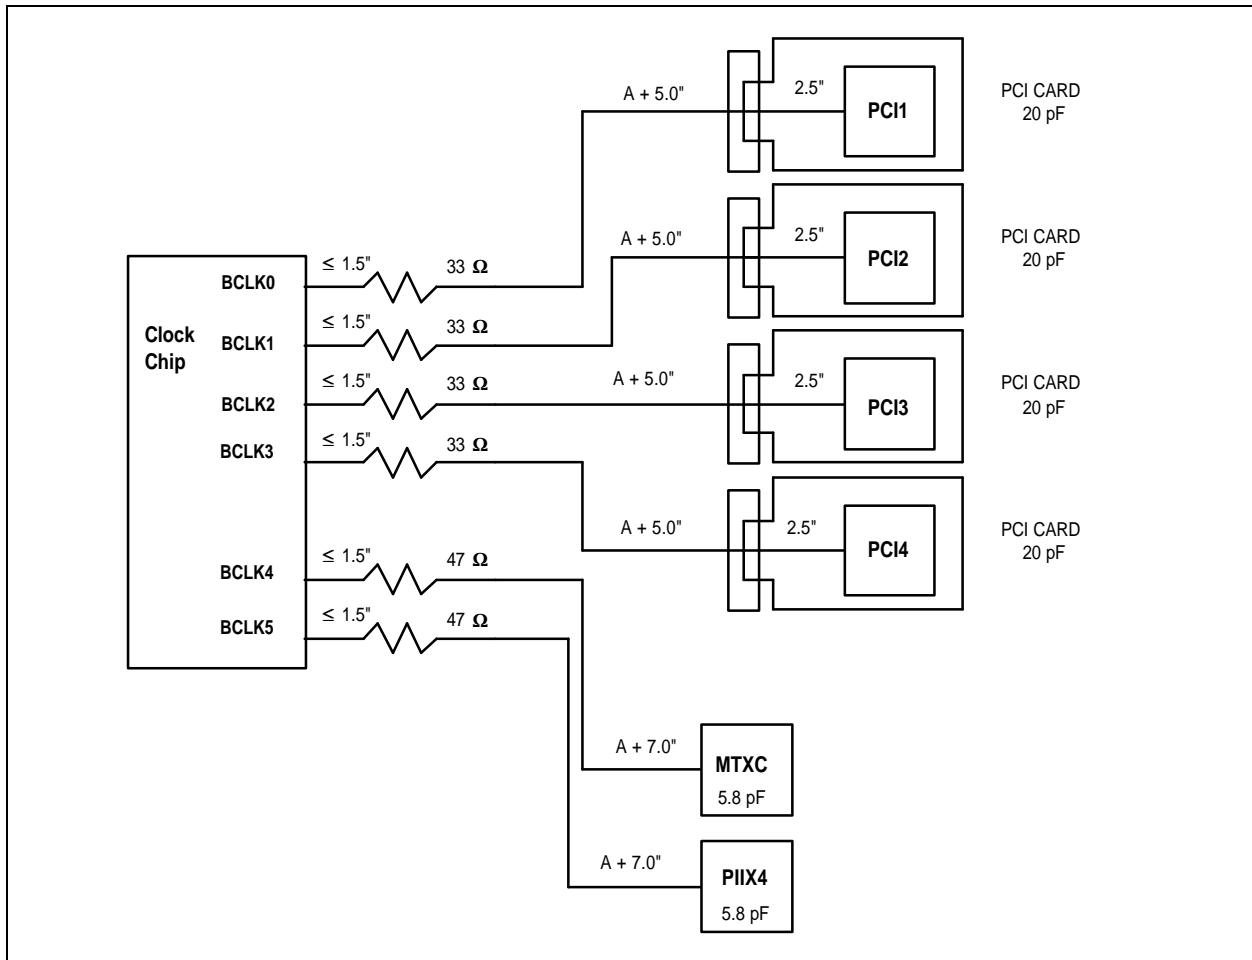 A + 5.0"
2.5"
PCI1
PCI CARD
20 pF
A + 5.0"
2.5"
PCI2
PCI CARD
20 pF
Clock
Chip
BCLK0
≤ 1.5"
33 Ω
BCLK1
≤ 1.5"
33 Ω
BCLK2
≤ 1.5"
33 Ω
A + 5.0"
2.5"
PCI3
PCI CARD
20 pF
BCLK3
≤ 1.5"
33 Ω
A + 5.0"
2.5"
PCI4
PCI CARD
20 pF
BCLK4
≤ 1.5"
47 Ω
BCLK5
≤ 1.5"
47 Ω
A + 7.0"
MTXC
5.8 pF
A + 7.0"
PIIX4
5.8 pF